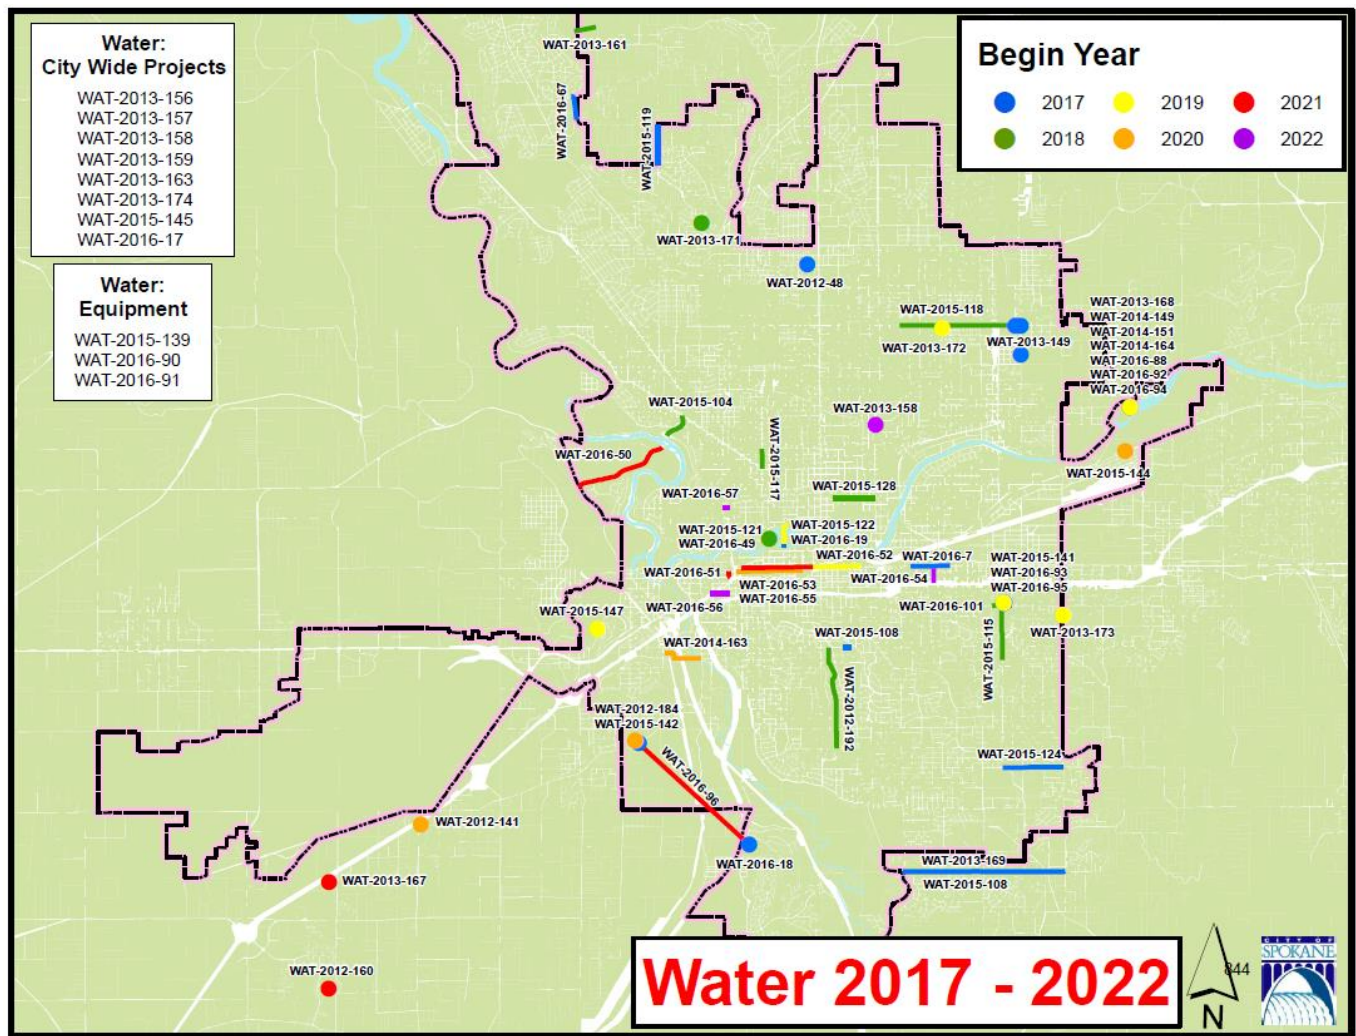 Water:
City Wide Projects
WAT-2013-156
WAT-2013-157
WAT-2013-158
WAT-2013-159
WAT-2013-163
WAT-2013-174
WAT-2015-145
WAT-2016-17
Water:
Equipment
WAT-2015-139
WAT-2016-90
WAT-2016-91
Begin Year
2017 2019 2021
2018 2020 2022
WAT-2013-161
WAT-2016-67
WAT-2015-119
WAT-2013-171
WAT-2012-48
WAT-2015-118
WAT-2013-172
WAT-2013-149
WAT-2013-168
WAT-2014-149
WAT-2014-151
WAT-2014-164
WAT-2016-88
WAT-2016-92
WAT-2016-94
WAT-2015-104
WAT-2013-158
WAT-2016-50
WAT-2015-117
WAT-2015-144
WAT-2016-57
WAT-2015-128
WAT-2015-121
WAT-2016-49
WAT-2015-122
WAT-2016-19
WAT-2016-52
WAT-2016-7
WAT-2016-54
WAT-2015-141
WAT-2016-93
WAT-2016-95
WAT-2016-51
WAT-2016-53
WAT-2016-55
WAT-2016-56
WAT-2016-101
WAT-2015-147
WAT-2015-115
WAT-2013-173
WAT-2014-163
WAT-2015-108
WAT-2012-192
WAT-2012-184
WAT-2015-142
WAT-2016-96
WAT-2015-124
WAT-2012-141
WAT-2016-18
WAT-2013-169
WAT-2015-108
WAT-2013-167
WAT-2012-160
Water 2017 - 2022
844
N
CITY OF
SPOKANE